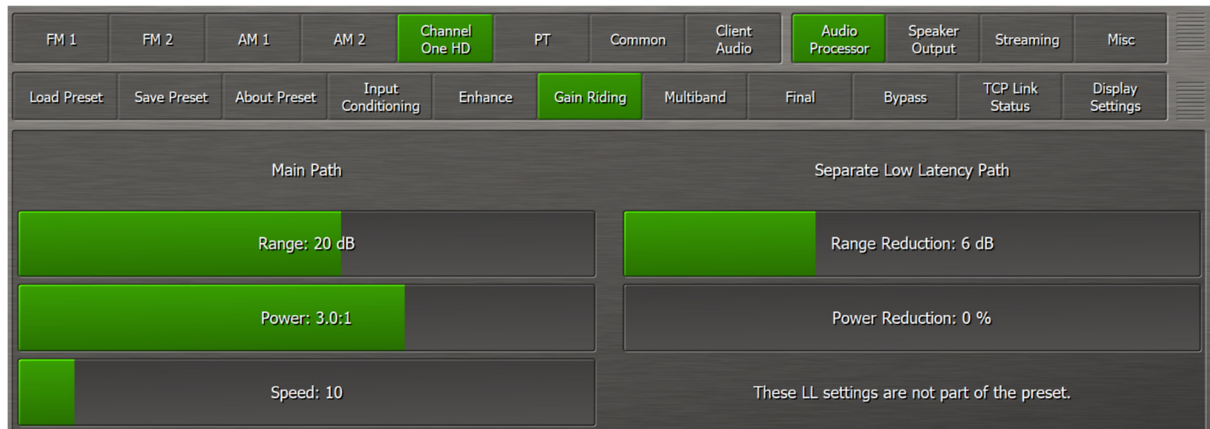 FM 1 FM 2 AM 1 AM 2 Channel One HD PT Common Client Audio Audio Processor Speaker Output Streaming Misc
Load Preset Save Preset About Preset Input Conditioning Enhance Gain Riding Multiband Final Bypass TCP Link Status Display Settings
Main Path Separate Low Latency Path
Range: 20 dB Range Reduction: 6 dB
Power: 3.0:1 Power Reduction: 0 %
Speed: 10 These LL settings are not part of the preset.